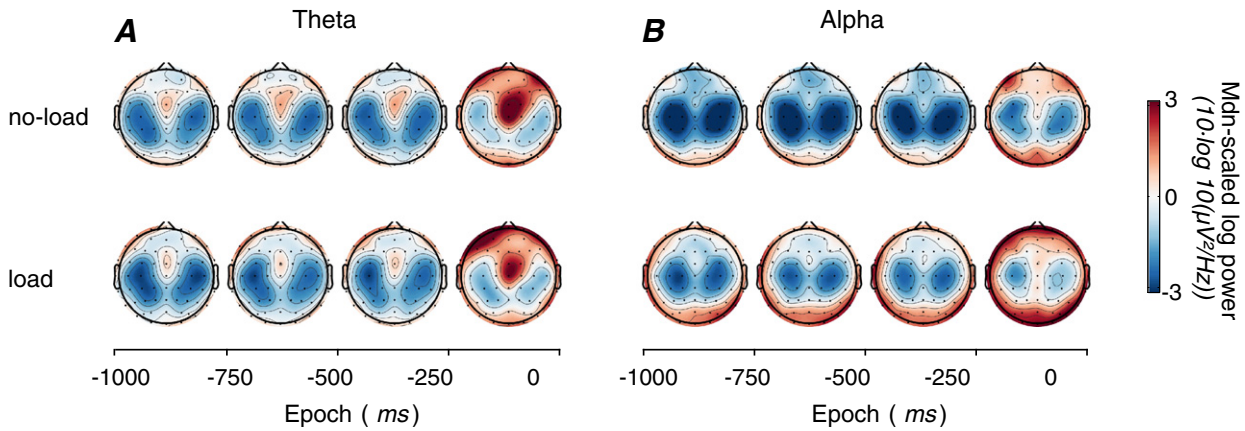 A Theta
B Alpha
no-load
load
-1000 -750 -500 -250 0
Epoch ( ms)
-1000 -750 -500 -250 0
Epoch ( ms)
3
0
-3
Mdn-scaled log power
(10·log 10(μV²/Hz))